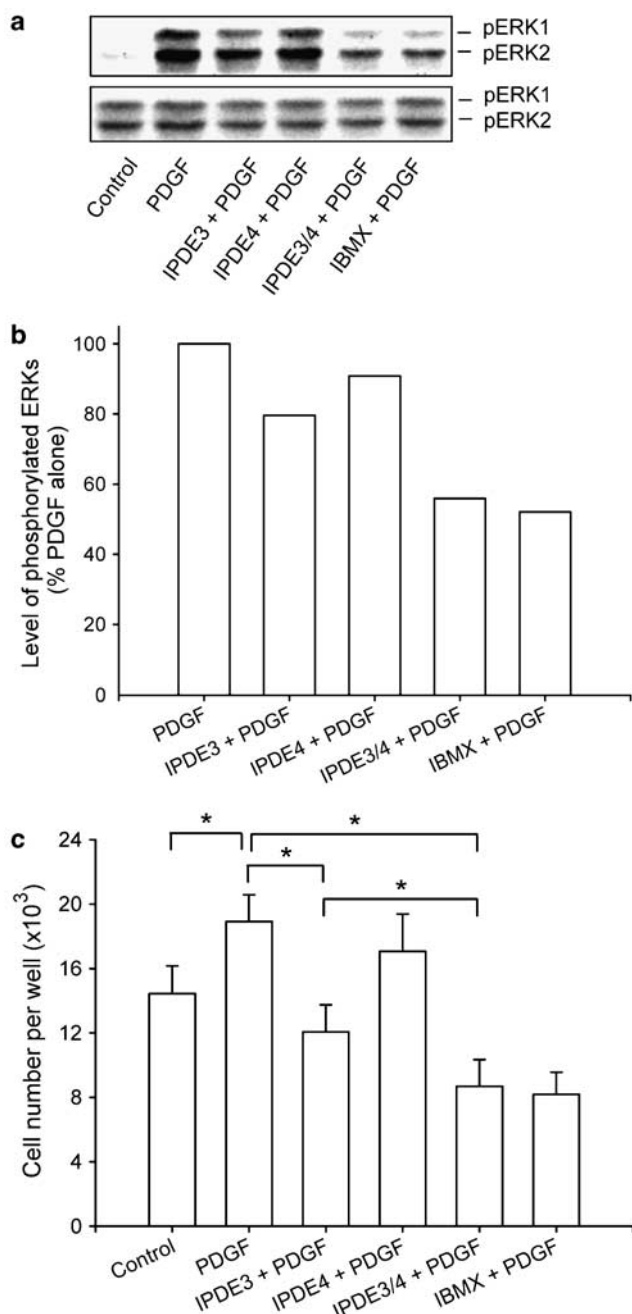 a
pERK1
pERK2
pERK1
pERK2
Control
PDGF
IPDE3 + PDGF
IPDE4 + PDGF
IPDE3/4 + PDGF
IBMX + PDGF
b
Level of phosphorylated ERKs
(% PDGF alone)
100
80
60
40
20
0
PDGF
IPDE3 + PDGF
IPDE4 + PDGF
IPDE3/4 + PDGF
IBMX + PDGF
c
Cell number per well (x10³)
24
20
16
12
8
4
0
*
*
*
*
Control
PDGF
IPDE3 + PDGF
IPDE4 + PDGF
IPDE3/4 + PDGF
IBMX + PDGF